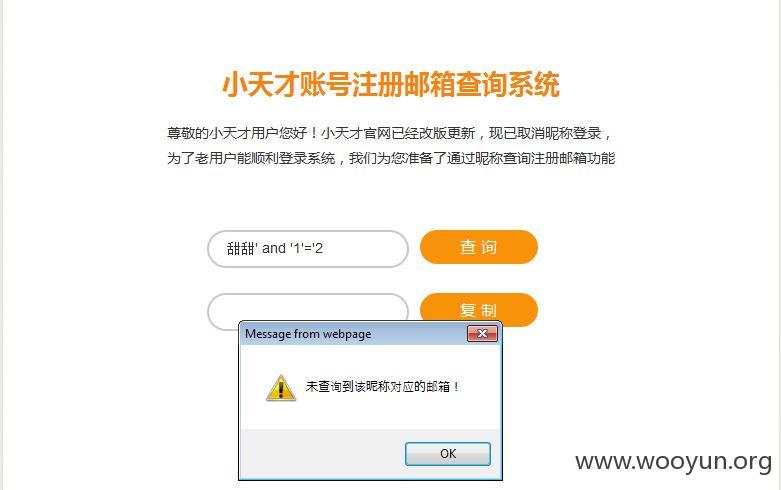 小天才账号注册邮箱查询系统
尊敬的小天才用户您好！小天才官网已经改版更新，现已取消昵称登录，
为了老用户能顺利登录系统，我们为您准备了通过昵称查询注册邮箱功能
甜甜' and '1'='2
查 询
复 制
Message from webpage
未查询到该昵称对应的邮箱！
OK
www.wooyun.org